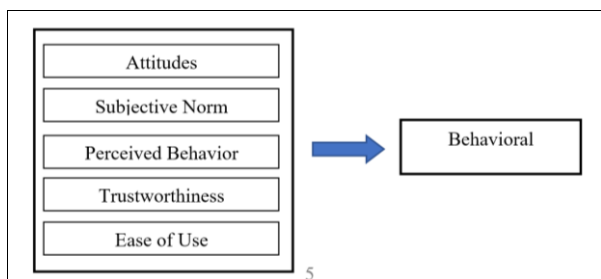 Attitudes
Subjective Norm
Perceived Behavior
Trustworthiness
Ease of Use
Behavioral
5